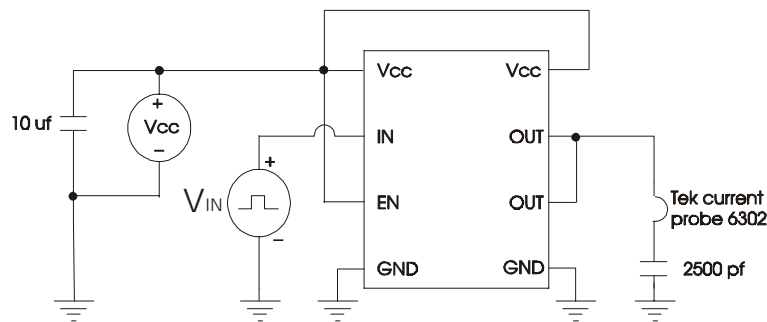 Vcc Vcc
10 uf
+
Vcc
−
IN OUT
+
VIN
−
EN OUT
Tek current
probe 6302
GND GND
2500 pf